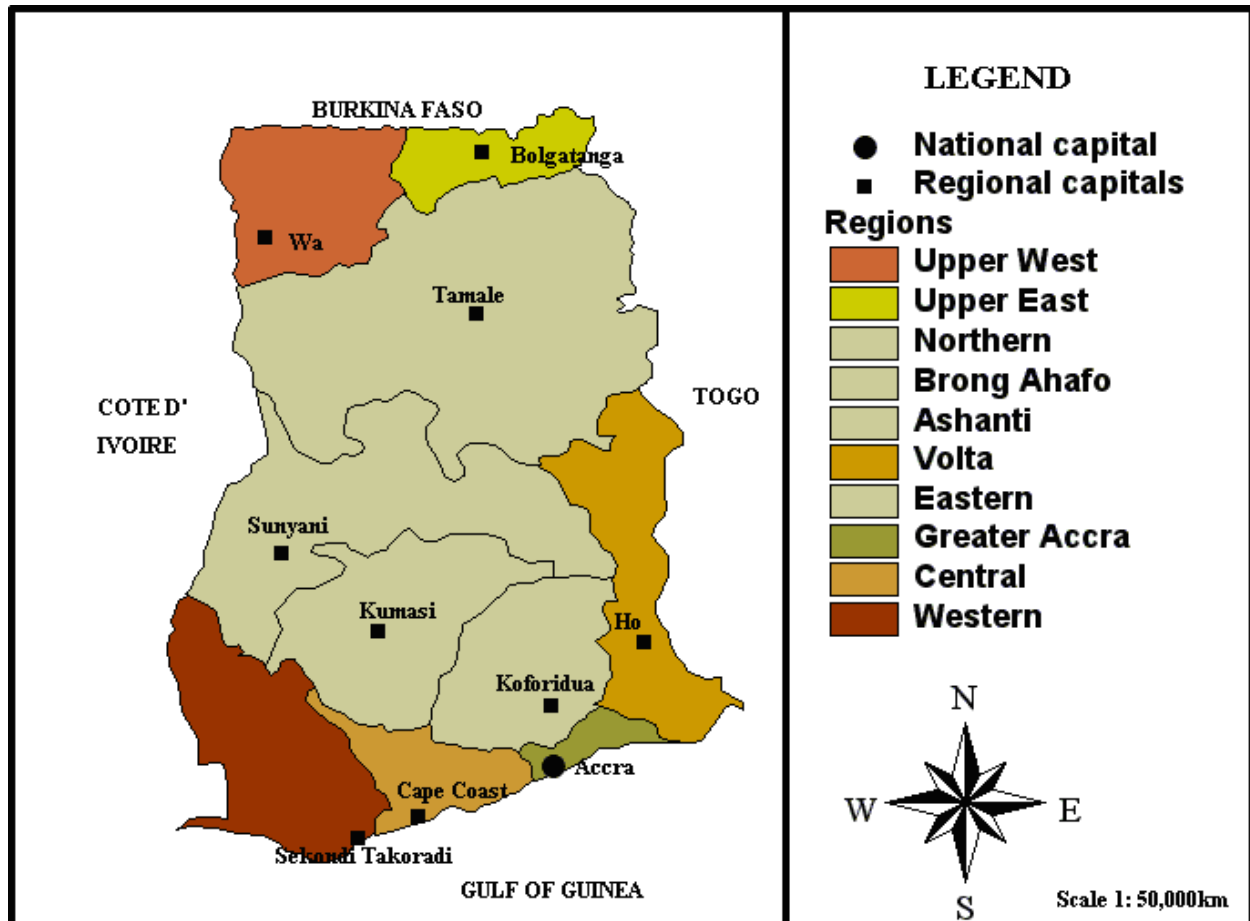 BURKINA FASO
Bolgatanga
Wa
Tamale
COTE D'
IVOIRE
TOGO
Sunyani
Kumasi
Ho
Koforidua
Accra
Cape Coast
Sekondi Takoradi
GULF OF GUINEA
LEGEND
National capital
Regional capitals
Regions
Upper West
Upper East
Northern
Brong Ahafo
Ashanti
Volta
Eastern
Greater Accra
Central
Western
N
W E
S
Scale 1: 50,000km